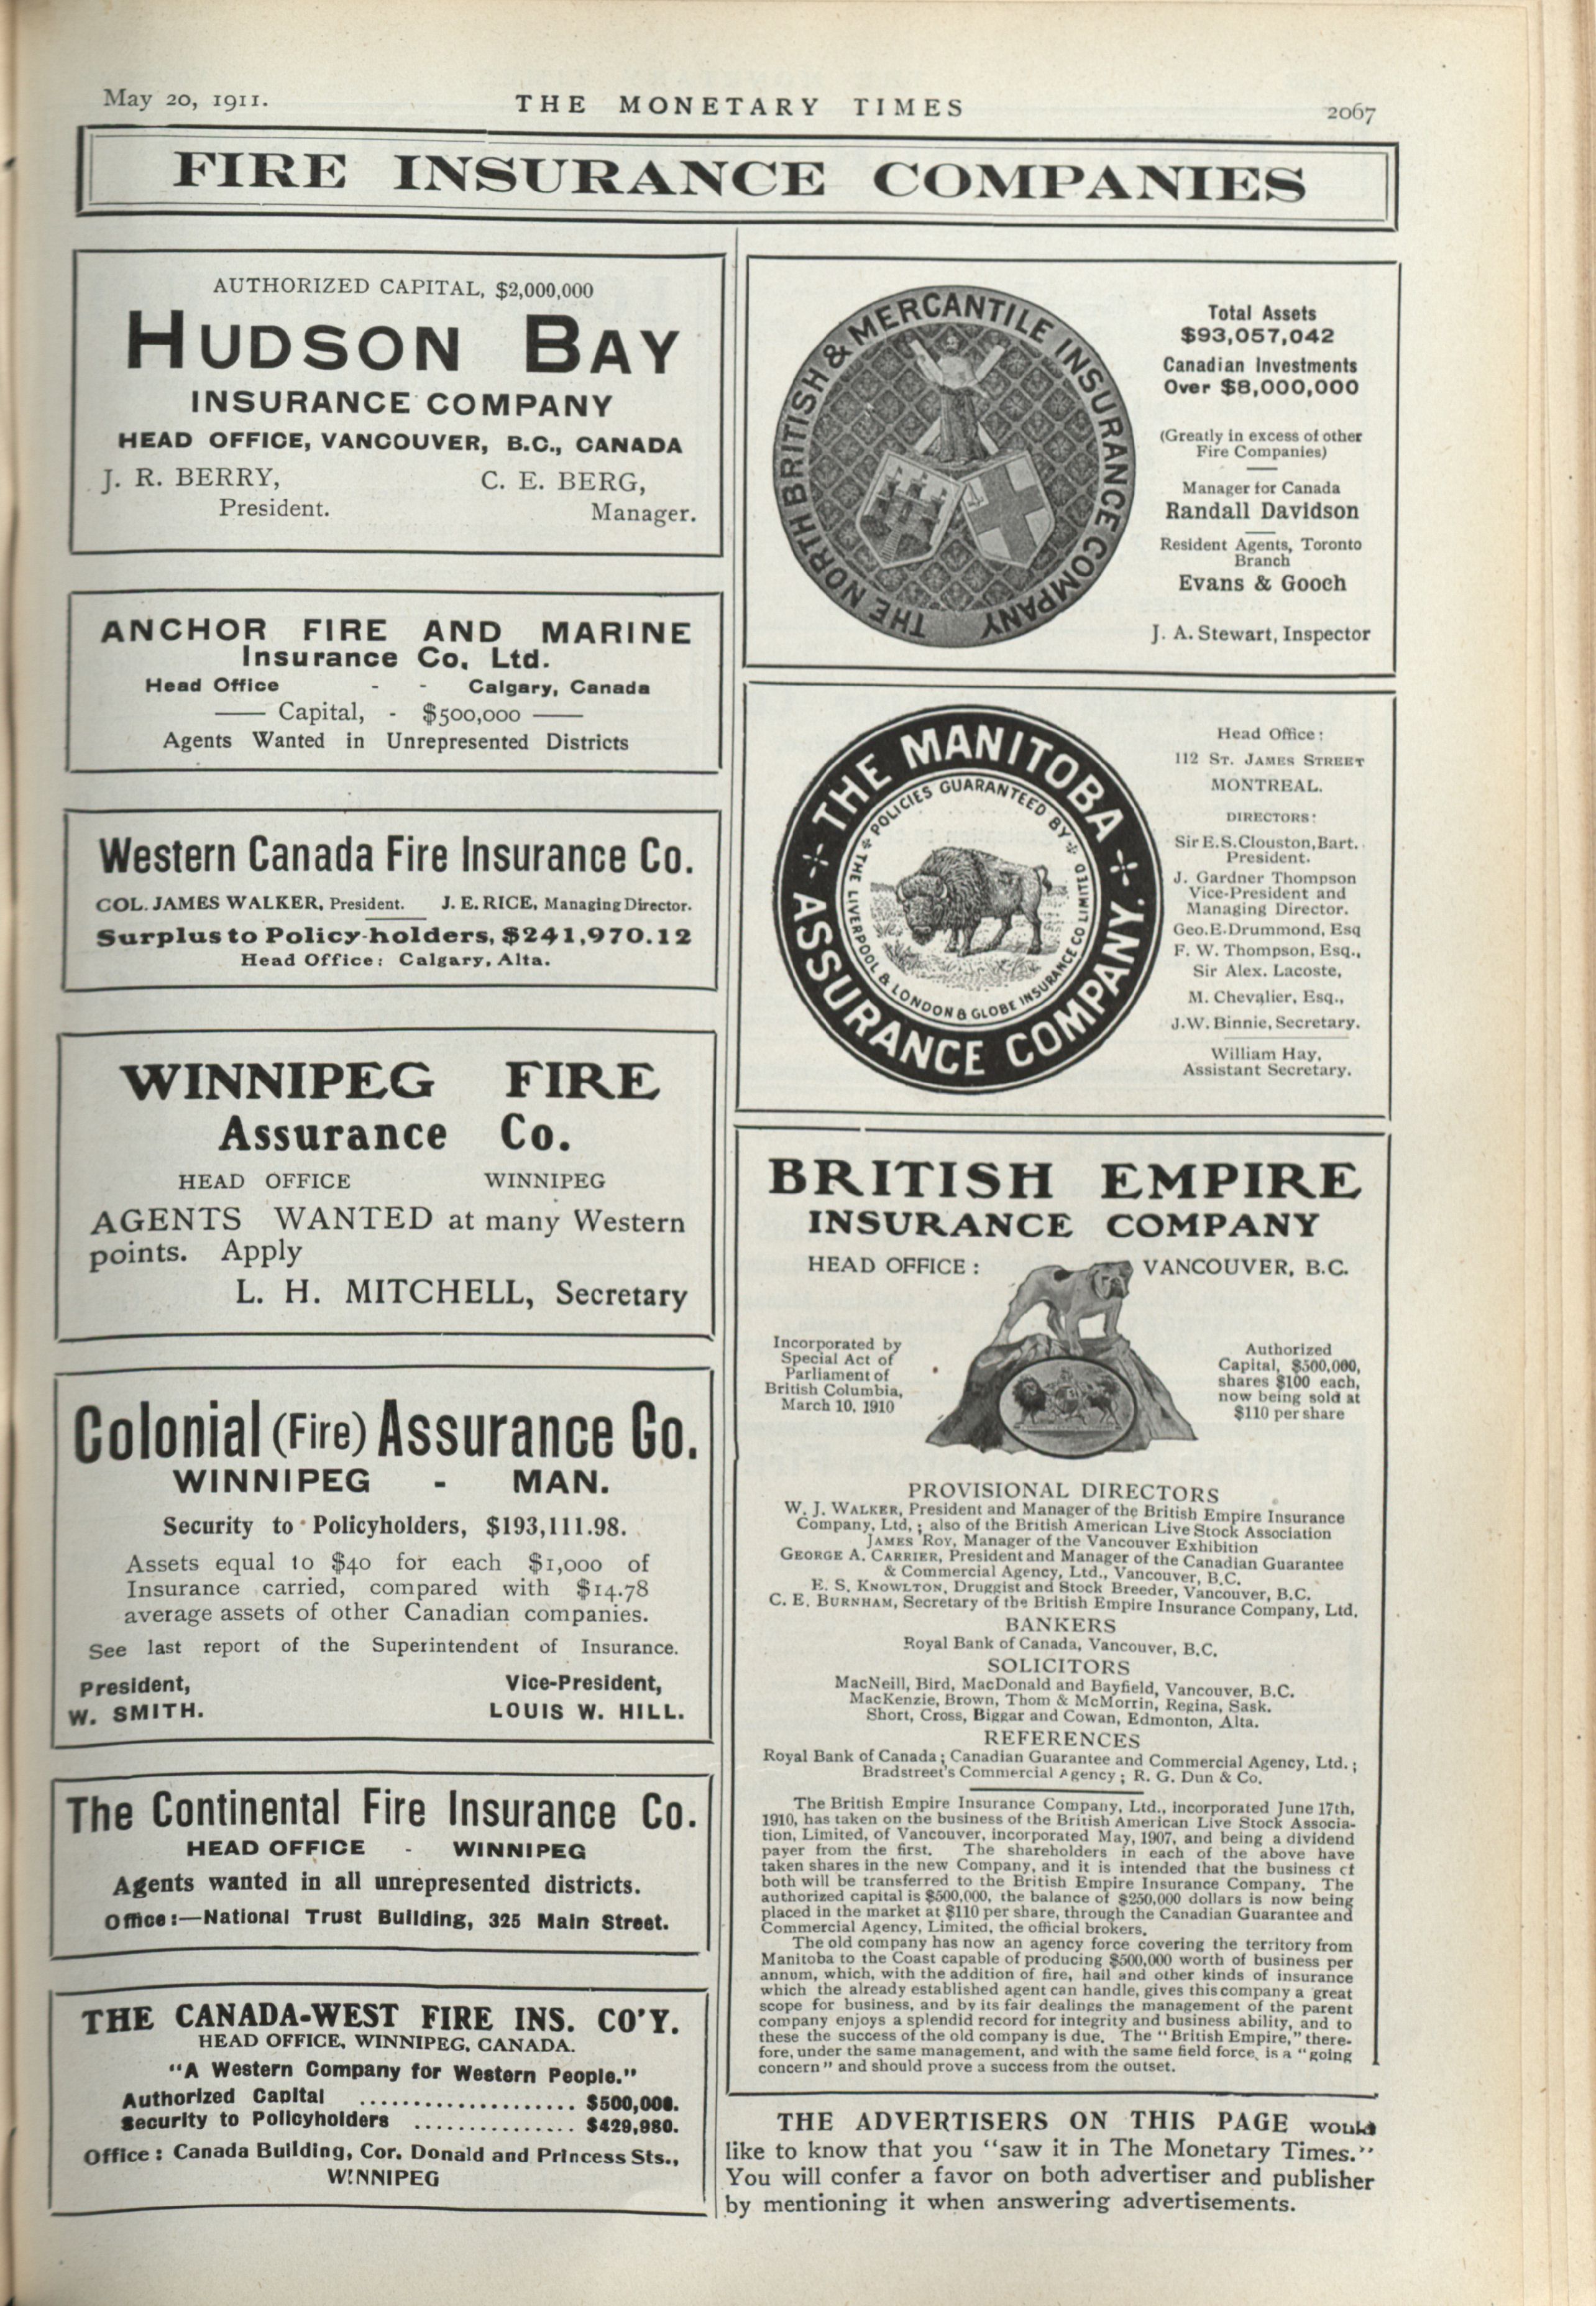 May 20, 1911.
THE MONETARY TIMES
2067
FIRE INSURANCE COMPANIES
AUTHORIZED CAPITAL, $2,000,000
HUDSON BAY
INSURANCE COMPANY
HEAD OFFICE, VANCOUVER, B.C., CANADA
J. R. BERRY,
President.
C. E. BERG,
Manager.
ANCHOR FIRE AND MARINE
Insurance Co. Ltd.
Head Office - - Calgary, Canada
Capital, - $500,000
Agents Wanted in Unrepresented Districts
Western Canada Fire Insurance Co.
COL. JAMES WALKER, President. J. E. RICE, Managing Director.
Surplus to Policy-holders, $241,970.12
Head Office: Calgary, Alta.
WINNIPEG FIRE
Assurance Co.
HEAD OFFICE WINNIPEG
AGENTS WANTED at many Western
points. Apply
L. H. MITCHELL, Secretary
Colonial (Fire) Assurance Co.
WINNIPEG - MAN.
Security to Policyholders, $193,111.98.
Assets equal to $40 for each $1,000 of
Insurance carried, compared with $14.78
average assets of other Canadian companies.
See last report of the Superintendent of Insurance.
President,
W. SMITH.
Vice-President,
LOUIS W. HILL.
The Continental Fire Insurance Co.
HEAD OFFICE - WINNIPEG
Agents wanted in all unrepresented districts.
Office:—National Trust Building, 325 Main Street.
THE CANADA-WEST FIRE INS. CO'Y.
HEAD OFFICE, WINNIPEG, CANADA.
"A Western Company for Western People."
Authorized Capital .................... $500,000.
Security to Policyholders ............... $429,980.
Office: Canada Building, Cor. Donald and Princess Sts.,
WINNIPEG
THE NORTH BRITISH & MERCANTILE INSURANCE COMPANY
Total Assets
$93,057,042
Canadian Investments
Over $8,000,000
(Greatly in excess of other
Fire Companies)
Manager for Canada
Randall Davidson
Resident Agents, Toronto
Branch
Evans & Gooch
J. A. Stewart, Inspector
THE MANITOBA ASSURANCE COMPANY.
POLICIES GUARANTEED BY
THE LIVERPOOL & LONDON & GLOBE INSURANCE CO LIMITED
Head Office:
112 ST. JAMES STREET
MONTREAL.
DIRECTORS:
Sir E.S.Clouston, Bart.
President.
J. Gardner Thompson
Vice-President and
Managing Director.
Geo.E.Drummond, Esq
F. W. Thompson, Esq.,
Sir Alex. Lacoste,
M. Chevalier, Esq.,
J.W. Binnie, Secretary.
William Hay,
Assistant Secretary.
BRITISH EMPIRE
INSURANCE COMPANY
HEAD OFFICE: VANCOUVER, B.C.
Incorporated by
Special Act of
Parliament of
British Columbia,
March 10, 1910
Authorized
Capital, $500,000,
shares $100 each,
now being sold at
$110 per share
PROVISIONAL DIRECTORS
W. J. WALKER, President and Manager of the British Empire Insurance
Company, Ltd, ; also of the British American Live Stock Association
JAMES ROY, Manager of the Vancouver Exhibition
GEORGE A. CARRIER, President and Manager of the Canadian Guarantee
& Commercial Agency, Ltd., Vancouver, B.C.
E. S. KNOWLTON, Druggist and Stock Breeder, Vancouver, B.C.
C. E. BURNHAM, Secretary of the British Empire Insurance Company, Ltd.
BANKERS
Royal Bank of Canada, Vancouver, B.C.
SOLICITORS
MacNeill, Bird, MacDonald and Bayfield, Vancouver, B.C.
MacKenzie, Brown, Thom & McMorrin, Regina, Sask.
Short, Cross, Biggar and Cowan, Edmonton, Alta.
REFERENCES
Royal Bank of Canada; Canadian Guarantee and Commercial Agency, Ltd. ;
Bradstreet's Commercial Agency; R. G. Dun & Co.
The British Empire Insurance Company, Ltd., incorporated June 17th,
1910, has taken on the business of the British American Live Stock Associa-
tion, Limited, of Vancouver, incorporated May, 1907, and being a dividend
payer from the first. The shareholders in each of the above have
taken shares in the new Company, and it is intended that the business cf
both will be transferred to the British Empire Insurance Company. The
authorized capital is $500,000, the balance of $250,000 dollars is now being
placed in the market at $110 per share, through the Canadian Guarantee and
Commercial Agency, Limited, the official brokers.
The old company has now an agency force covering the territory from
Manitoba to the Coast capable of producing $500,000 worth of business per
annum, which, with the addition of fire, hail and other kinds of insurance
which the already established agent can handle, gives this company a great
scope for business, and by its fair dealings the management of the parent
company enjoys a splendid record for integrity and business ability, and to
these the success of the old company is due. The "British Empire," there-
fore, under the same management, and with the same field force, is a "going
concern" and should prove a success from the outset.
THE ADVERTISERS ON THIS PAGE would
like to know that you "saw it in The Monetary Times."
You will confer a favor on both advertiser and publisher
by mentioning it when answering advertisements.